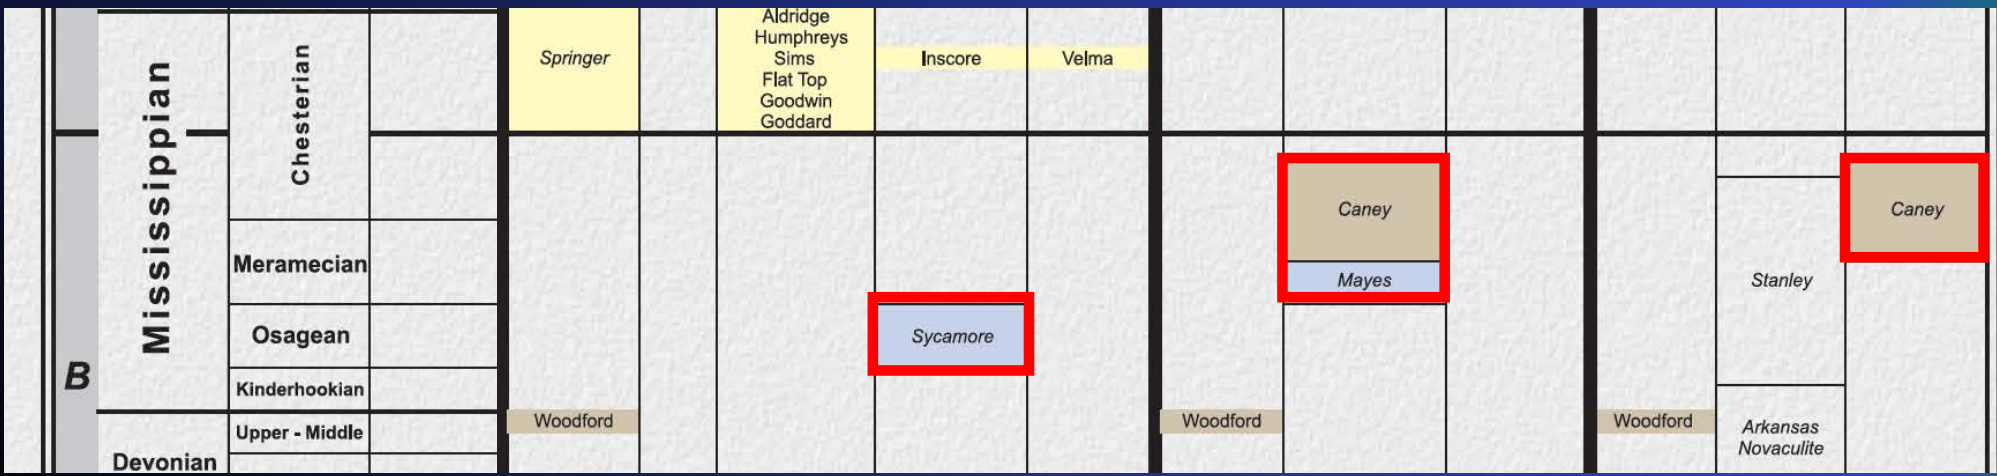 Aldridge
Humphreys
Sims
Flat Top
Goodwin
Goddard
Springer
Inscore
Velma
Mississippian
Chesterian
Caney
Caney
Meramecian
Mayes
Stanley
Osagean
Sycamore
B
Kinderhookian
Woodford
Woodford
Woodford
Upper - Middle
Arkansas
Novaculite
Devonian